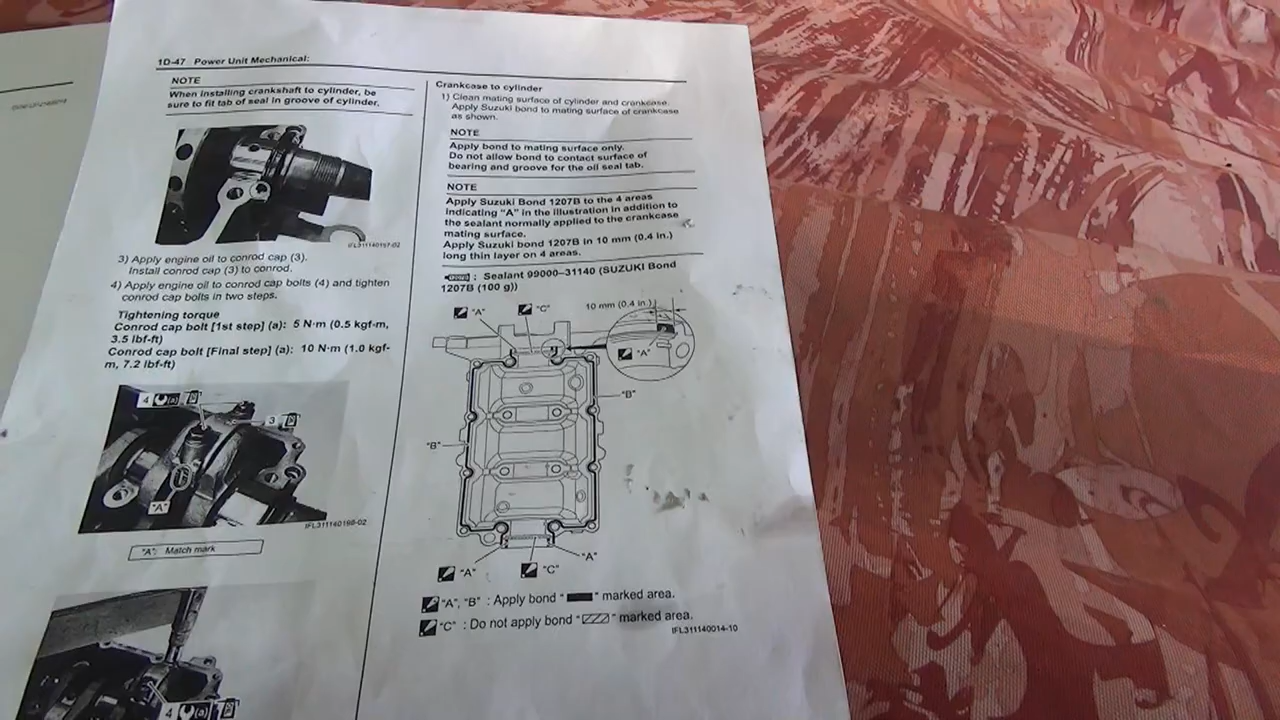 1D-47 Power Unit Mechanical:
NOTE
When installing crankshaft to cylinder, be
sure to fit tab of seal in groove of cylinder.
IFL311140197-02
3) Apply engine oil to conrod cap (3).
Install conrod cap (3) to conrod.
4) Apply engine oil to conrod cap bolts (4) and tighten
conrod cap bolts in two steps.
Tightening torque
Conrod cap bolt [1st step] (a): 5 N·m (0.5 kgf-m,
3.5 lbf-ft)
Conrod cap bolt [Final step] (a): 10 N·m (1.0 kgf-
m, 7.2 lbf-ft)
4 (a)
3
"A"
IFL311140198-02
"A": Match mark
4 (a)
Crankcase to cylinder
1) Clean mating surface of cylinder and crankcase.
Apply Suzuki bond to mating surface of crankcase
as shown.
NOTE
Apply bond to mating surface only.
Do not allow bond to contact surface of
bearing and groove for the oil seal tab.
NOTE
Apply Suzuki Bond 1207B to the 4 areas
indicating "A" in the illustration in addition to
the sealant normally applied to the crankcase
mating surface.
Apply Suzuki bond 1207B in 10 mm (0.4 in.)
long thin layer on 4 areas.
: Sealant 99000–31140 (SUZUKI Bond
1207B (100 g))
10 mm (0.4 in.)
"A" "C"
"A"
"B"
"B"
"A"
"A" "C"
"A", "B" : Apply bond " " marked area.
"C" : Do not apply bond " " marked area.
IFL311140014-10